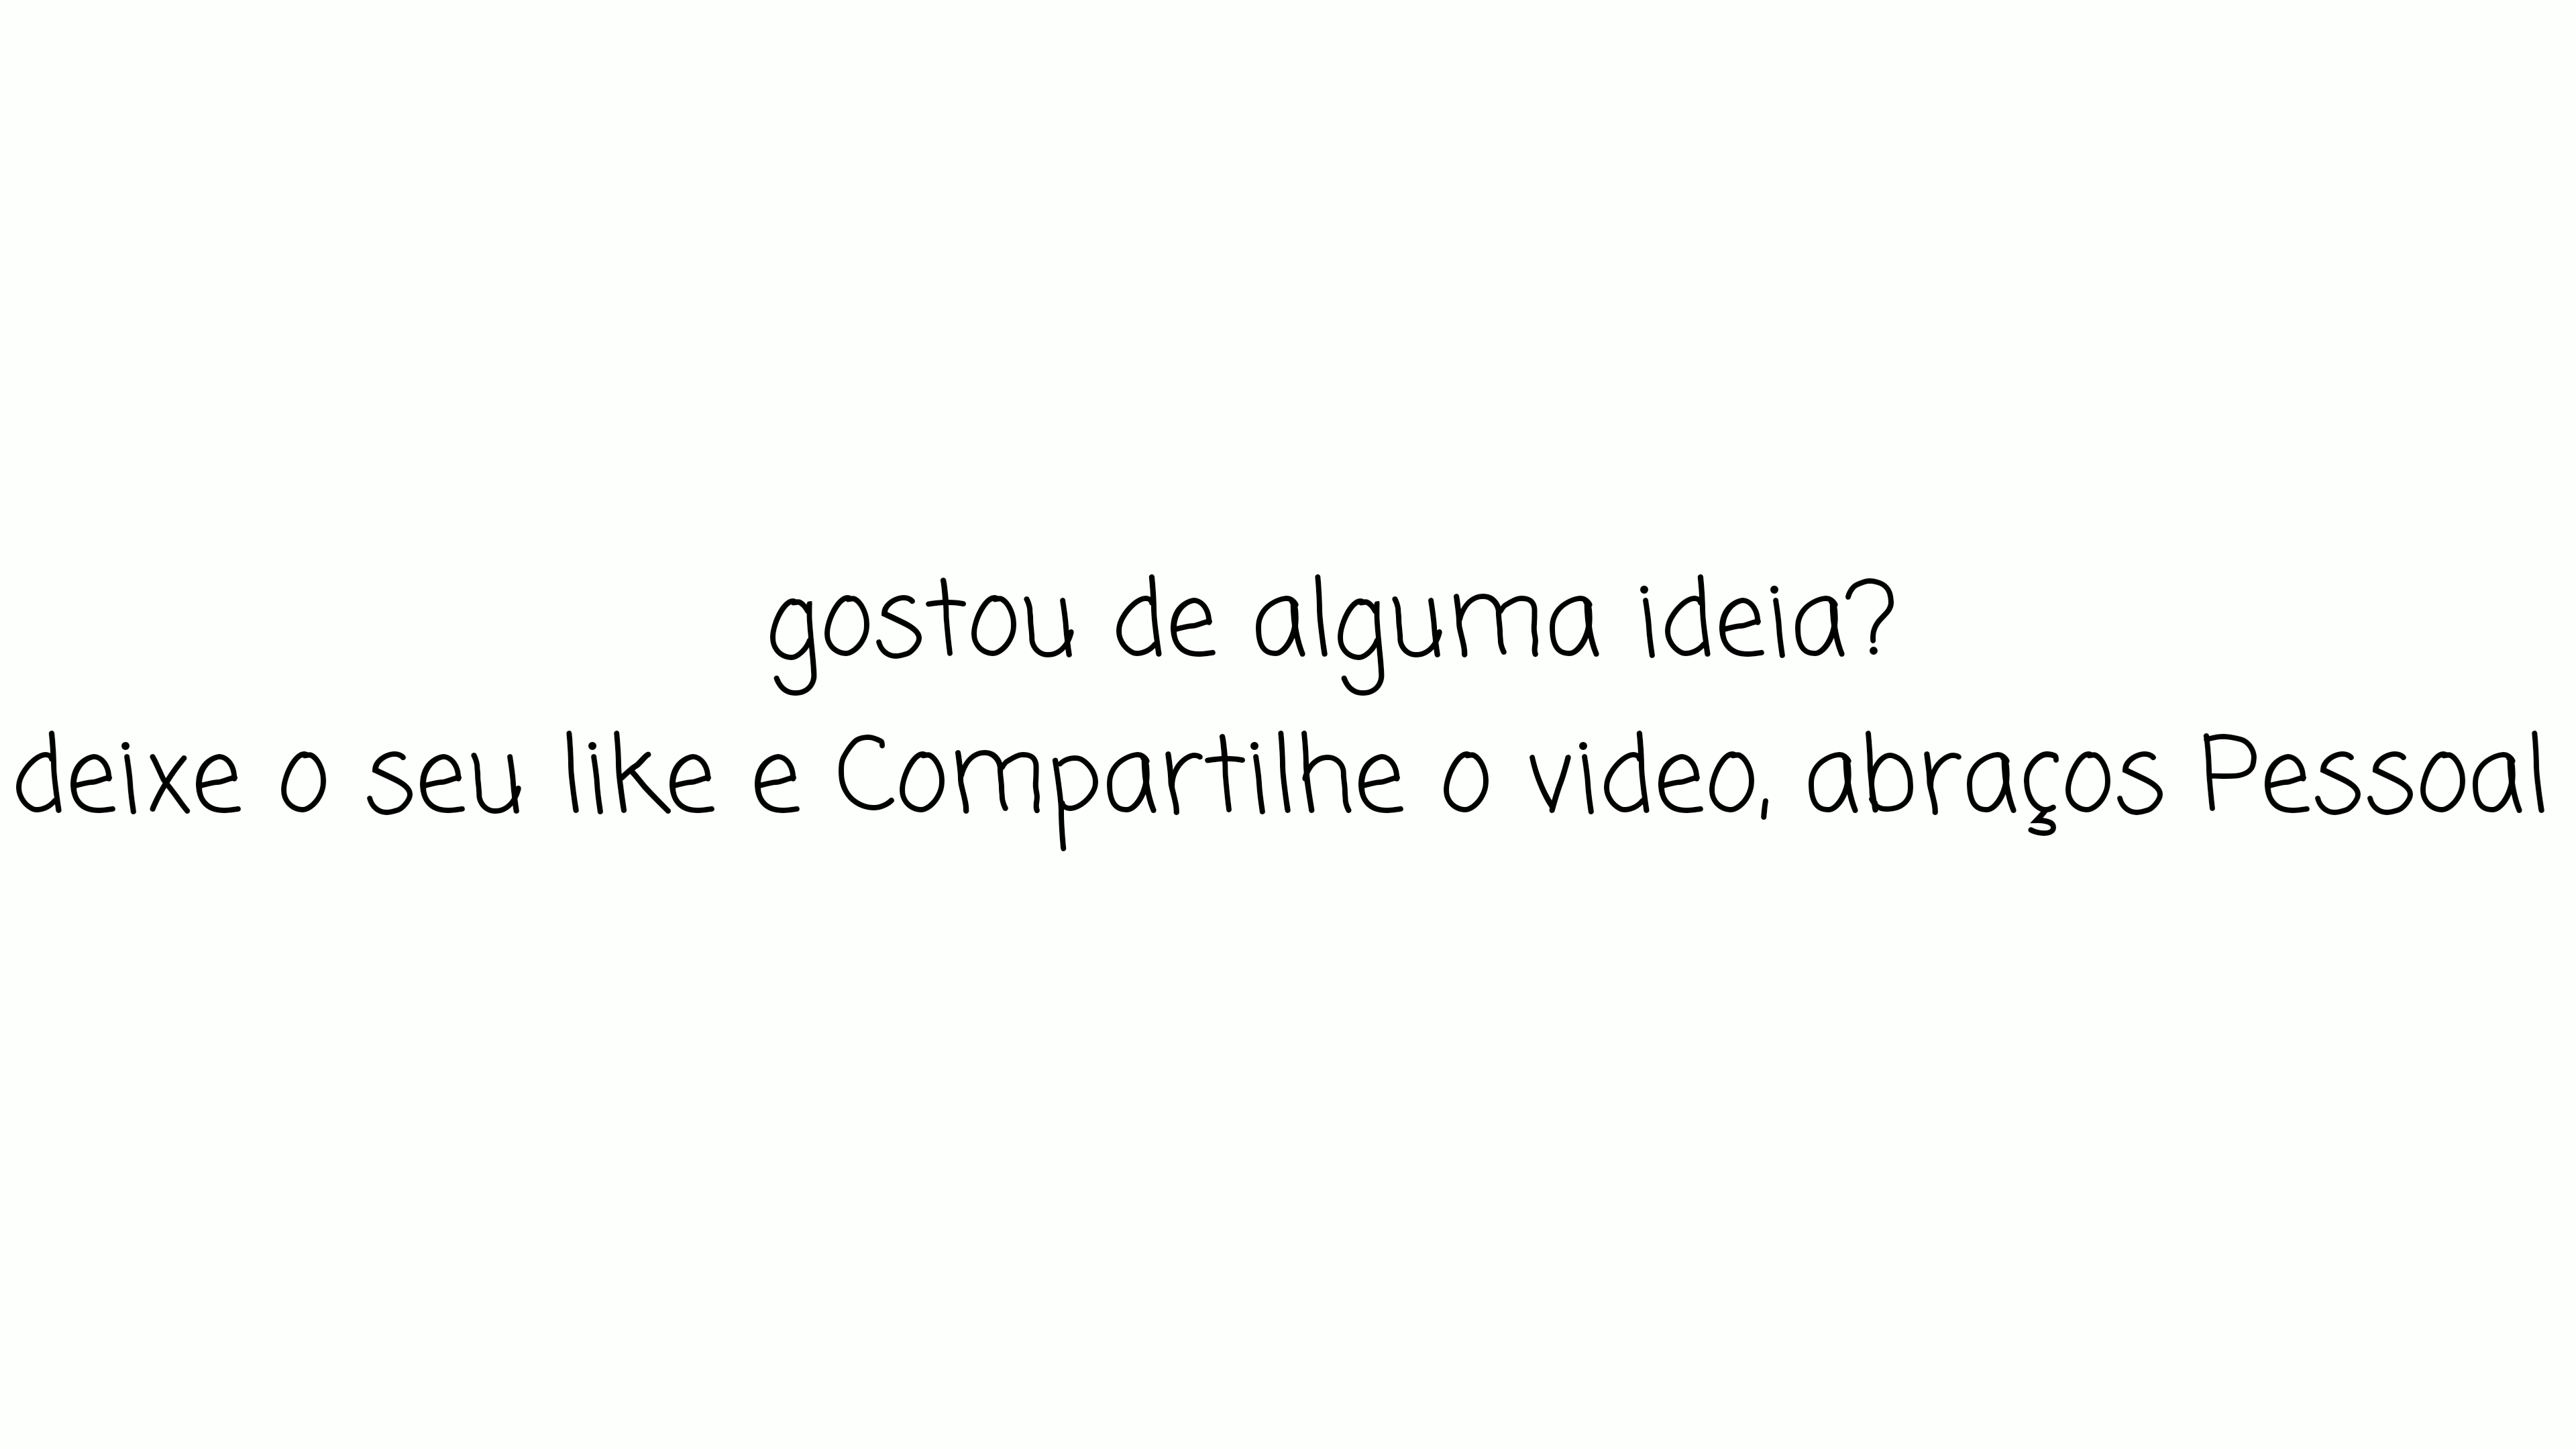 gostou de alguma ideia?
deixe o seu like e Compartilhe o video, abraços Pessoal